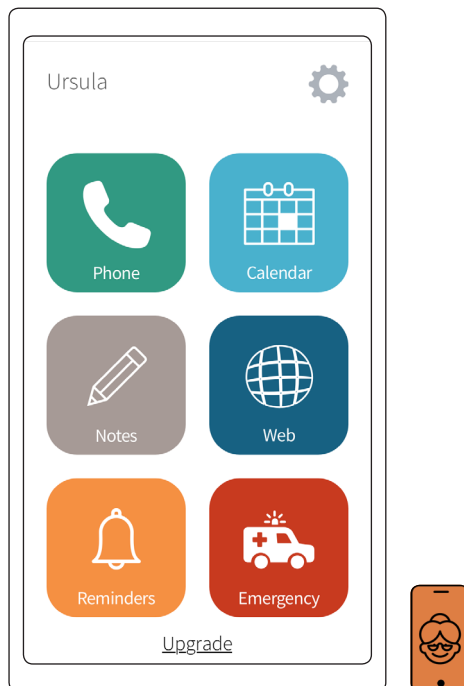 Ursula
Phone
Calendar
Notes
Web
Reminders
Emergency
Upgrade